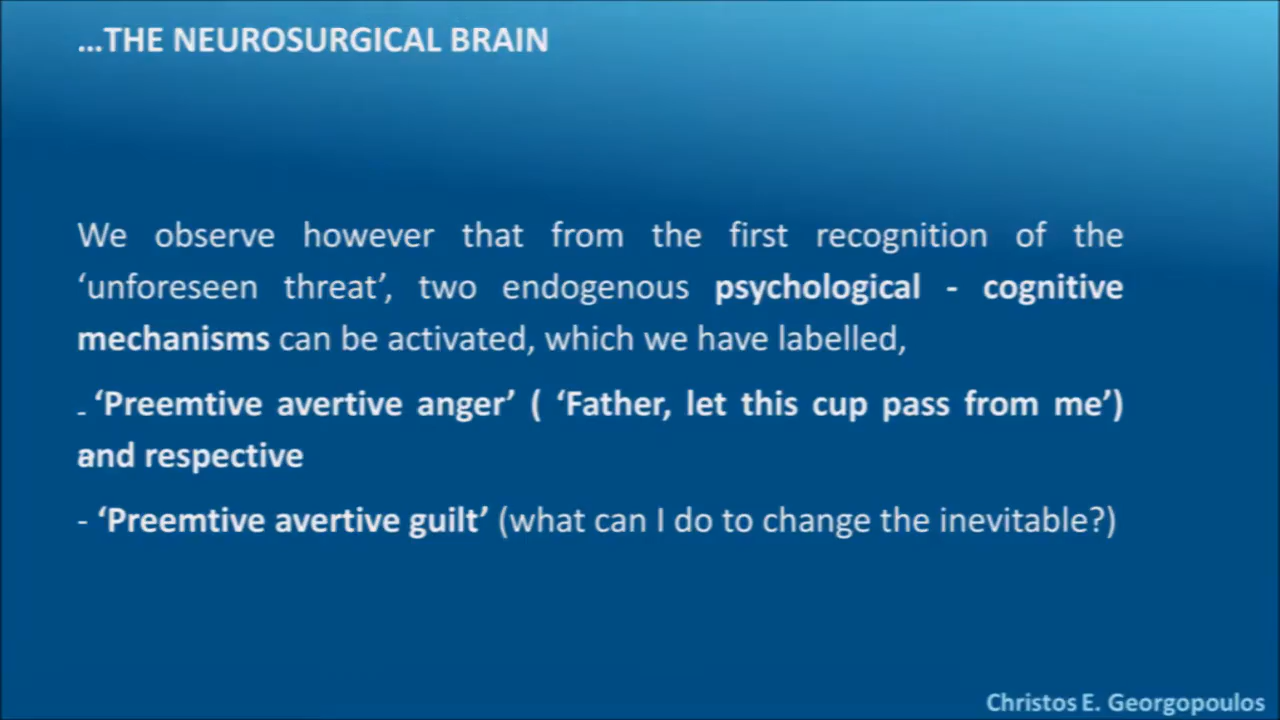 ...THE NEUROSURGICAL BRAIN
We observe however that from the first recognition of the
‘unforeseen threat’, two endogenous psychological - cognitive
mechanisms can be activated, which we have labelled,
- ‘Preemtive avertive anger’ ( ‘Father, let this cup pass from me’)
and respective
- ‘Preemtive avertive guilt’ (what can I do to change the inevitable?)
Christos E. Georgopoulos